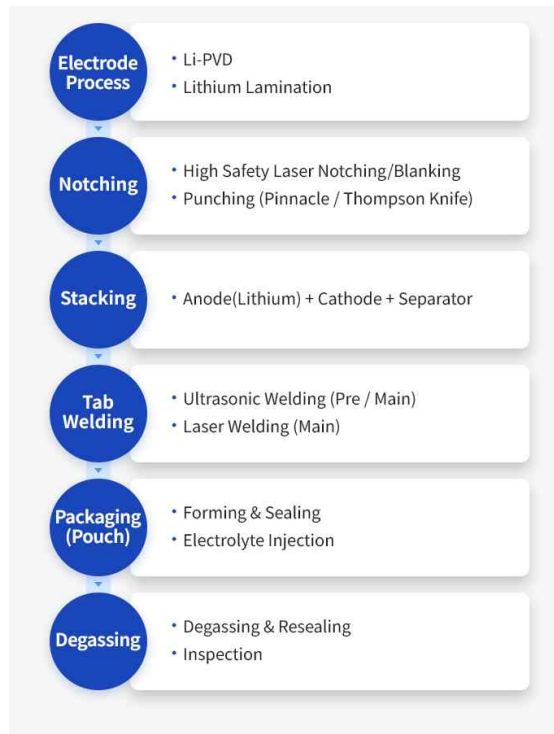 Electrode
Process
• Li-PVD
• Lithium Lamination
Notching
• High Safety Laser Notching/Blanking
• Punching (Pinnacle / Thompson Knife)
Stacking
• Anode(Lithium) + Cathode + Separator
Tab
Welding
• Ultrasonic Welding (Pre / Main)
• Laser Welding (Main)
Packaging
(Pouch)
• Forming & Sealing
• Electrolyte Injection
Degassing
• Degassing & Resealing
• Inspection